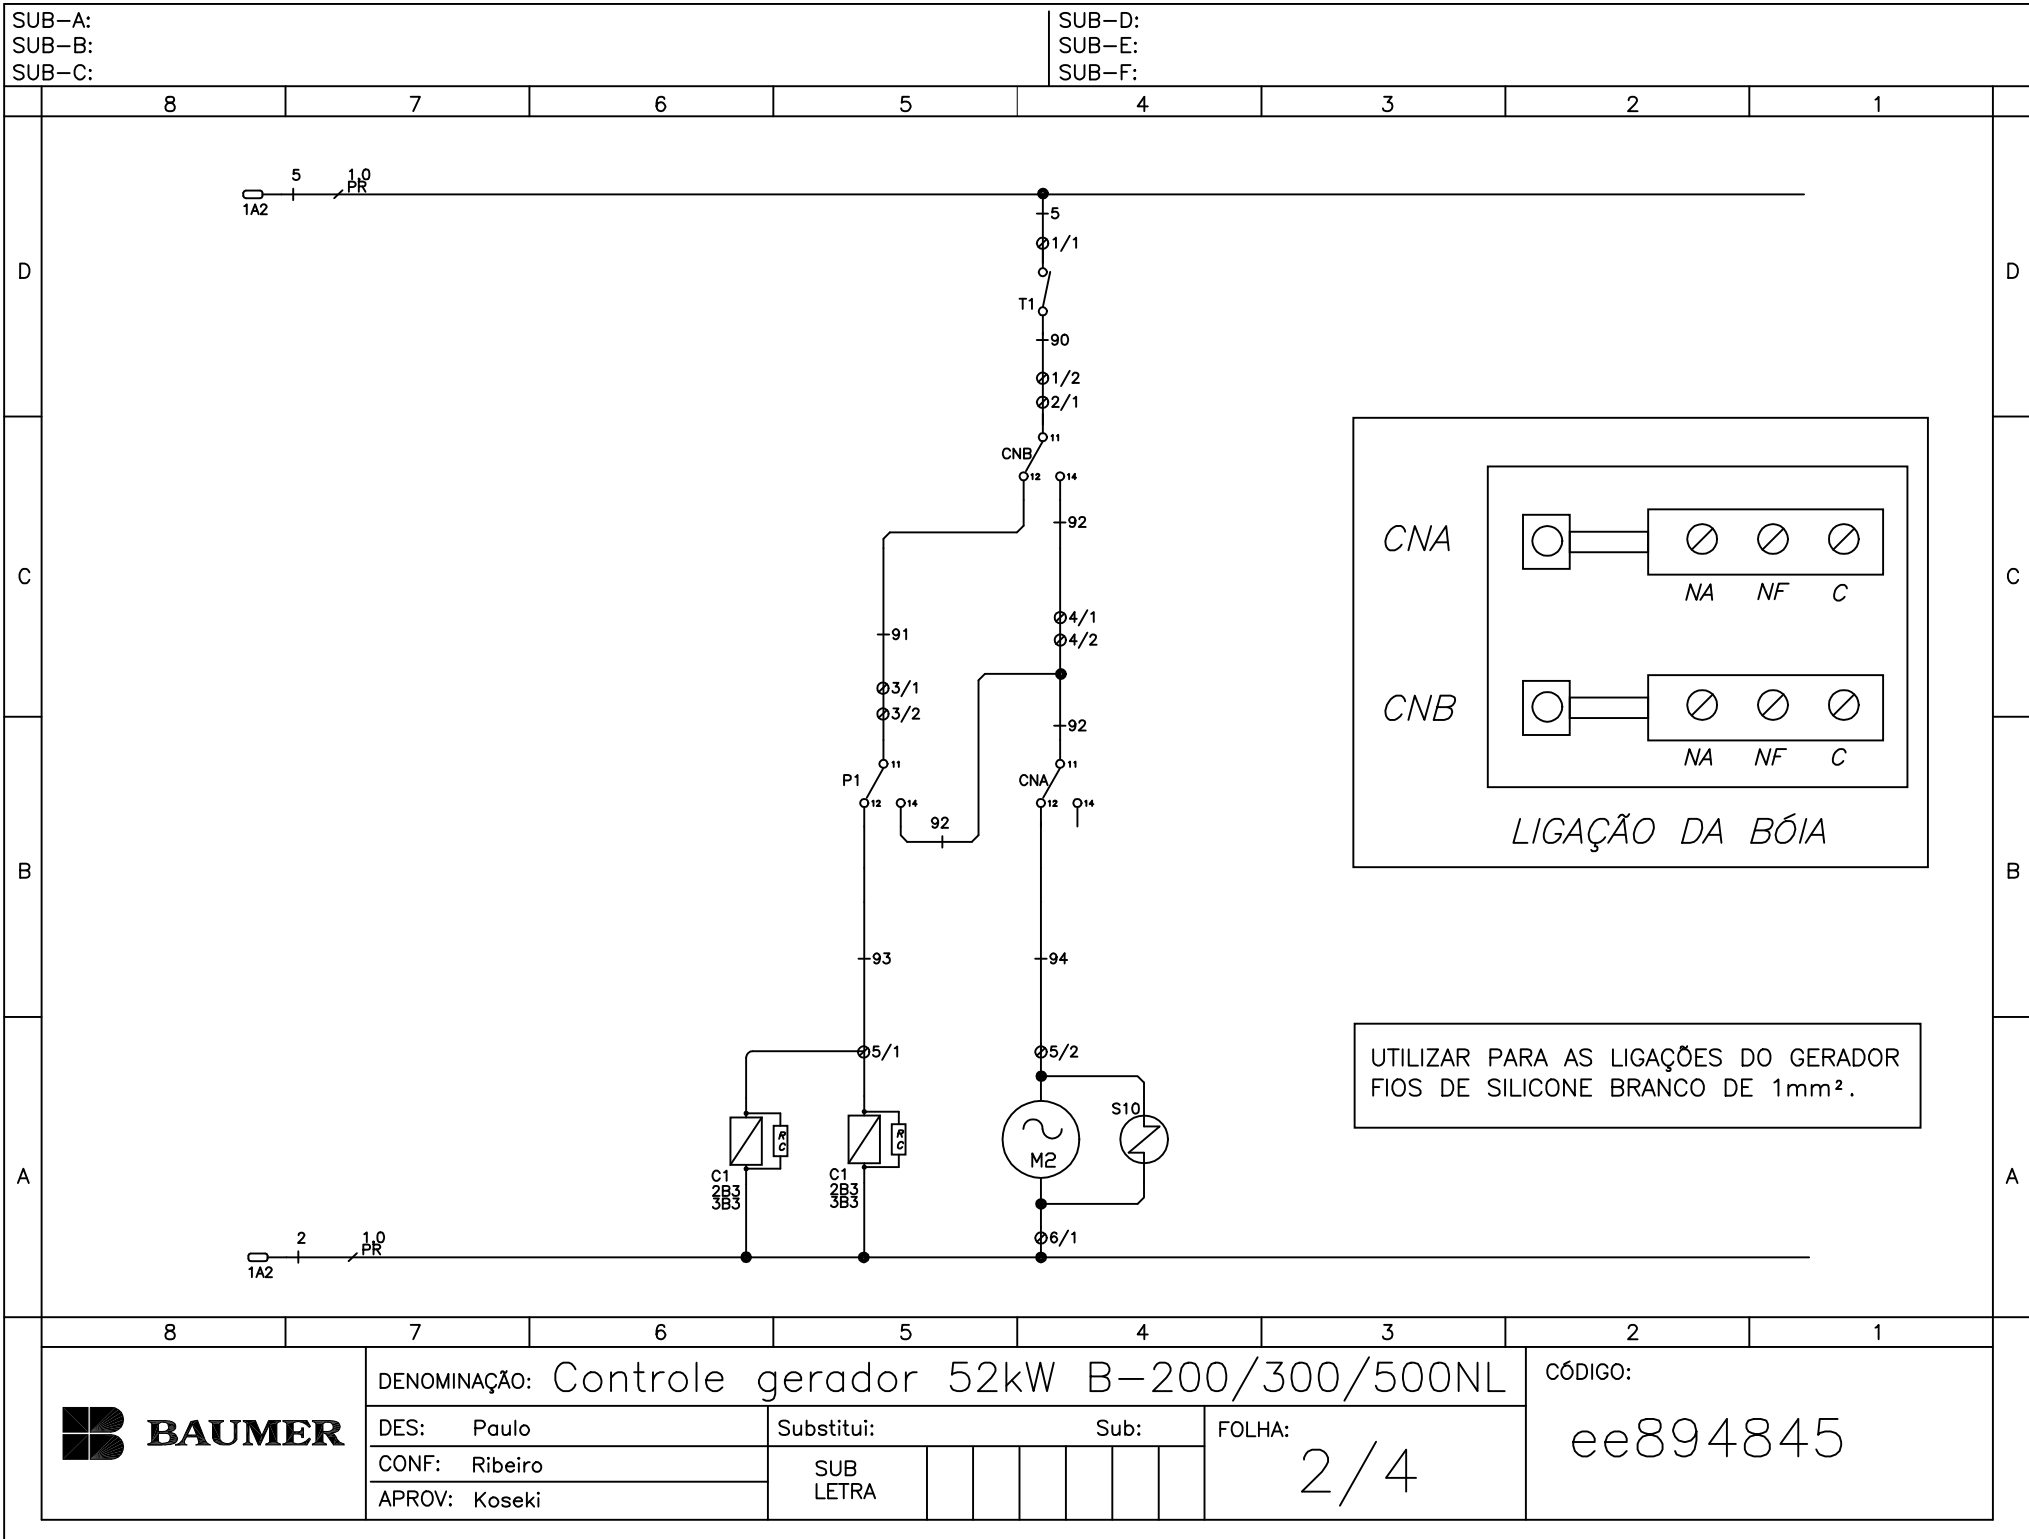 SUB-A:
SUB-B:
SUB-C:
SUB-D:
SUB-E:
SUB-F:
8 7 6 5 4 3 2 1
D D
C C
B B
A A
5
1,0
PR
1A2
5
1/1
T1
90
1/2
2/1
11
CNB
12 14
92
91
4/1
4/2
3/1
3/2
92
11
P1
12 14
92
11
CNA
12 14
93
94
5/1
5/2
RC
C1
2B3
3B3
RC
C1
2B3
3B3
M2
S10
6/1
2
1,0
PR
1A2
CNA
NA NF C
CNB
NA NF C
LIGAÇÃO DA BÓIA
UTILIZAR PARA AS LIGAÇÕES DO GERADOR
FIOS DE SILICONE BRANCO DE 1mm².
8 7 6 5 4 3 2 1
BAUMER
DENOMINAÇÃO: Controle gerador 52kW B-200/300/500NL
DES: Paulo
CONF: Ribeiro
APROV: Koseki
Substitui: Sub:
SUB
LETRA
FOLHA:
2/4
CÓDIGO:
ee894845